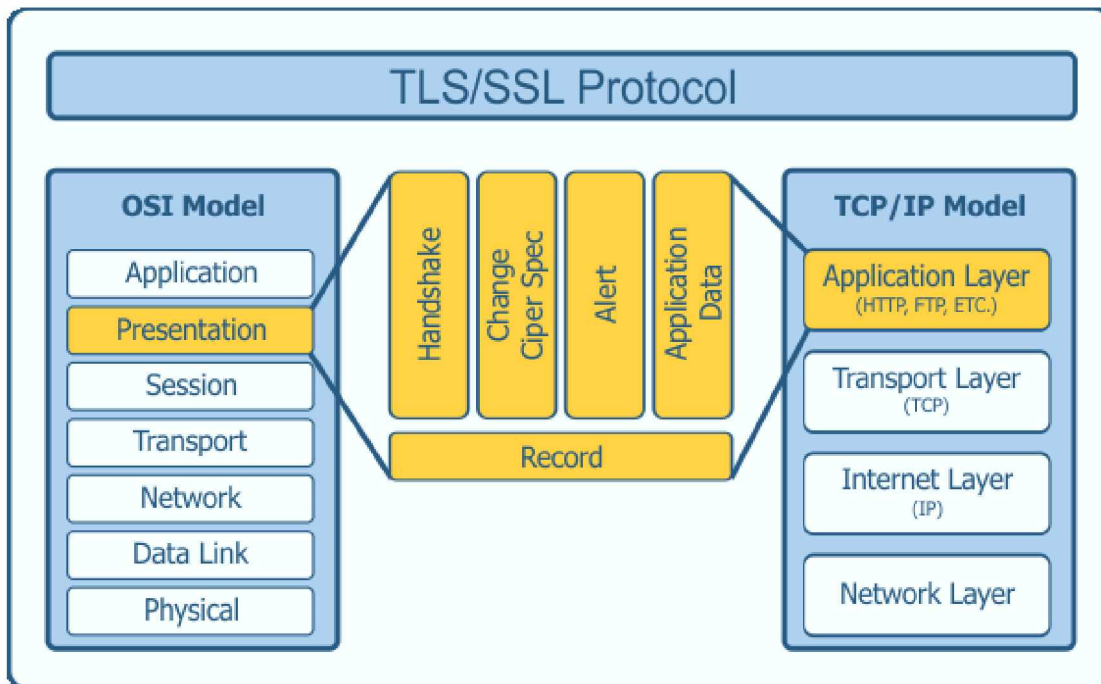 TLS/SSL Protocol
OSI Model
Application
Presentation
Session
Transport
Network
Data Link
Physical
Handshake
Change
Ciper Spec
Alert
Application
Data
Record
TCP/IP Model
Application Layer
(HTTP, FTP, ETC.)
Transport Layer
(TCP)
Internet Layer
(IP)
Network Layer